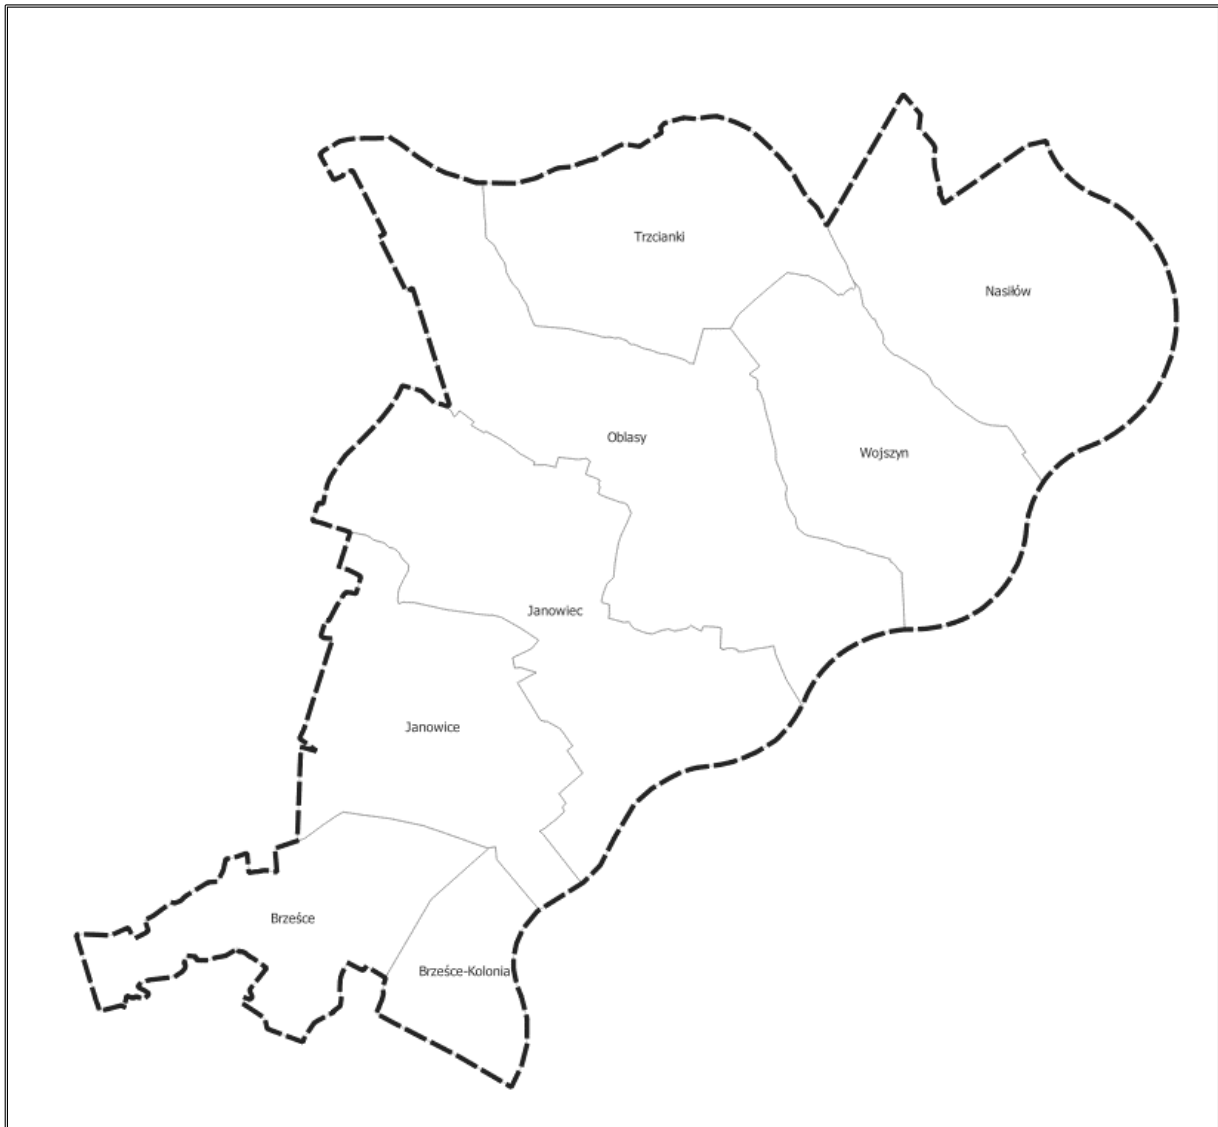 Trzcianki
Nasiłów
Oblasy
Wojszyn
Janowiec
Janowice
Brześce
Brześce-Kolonia